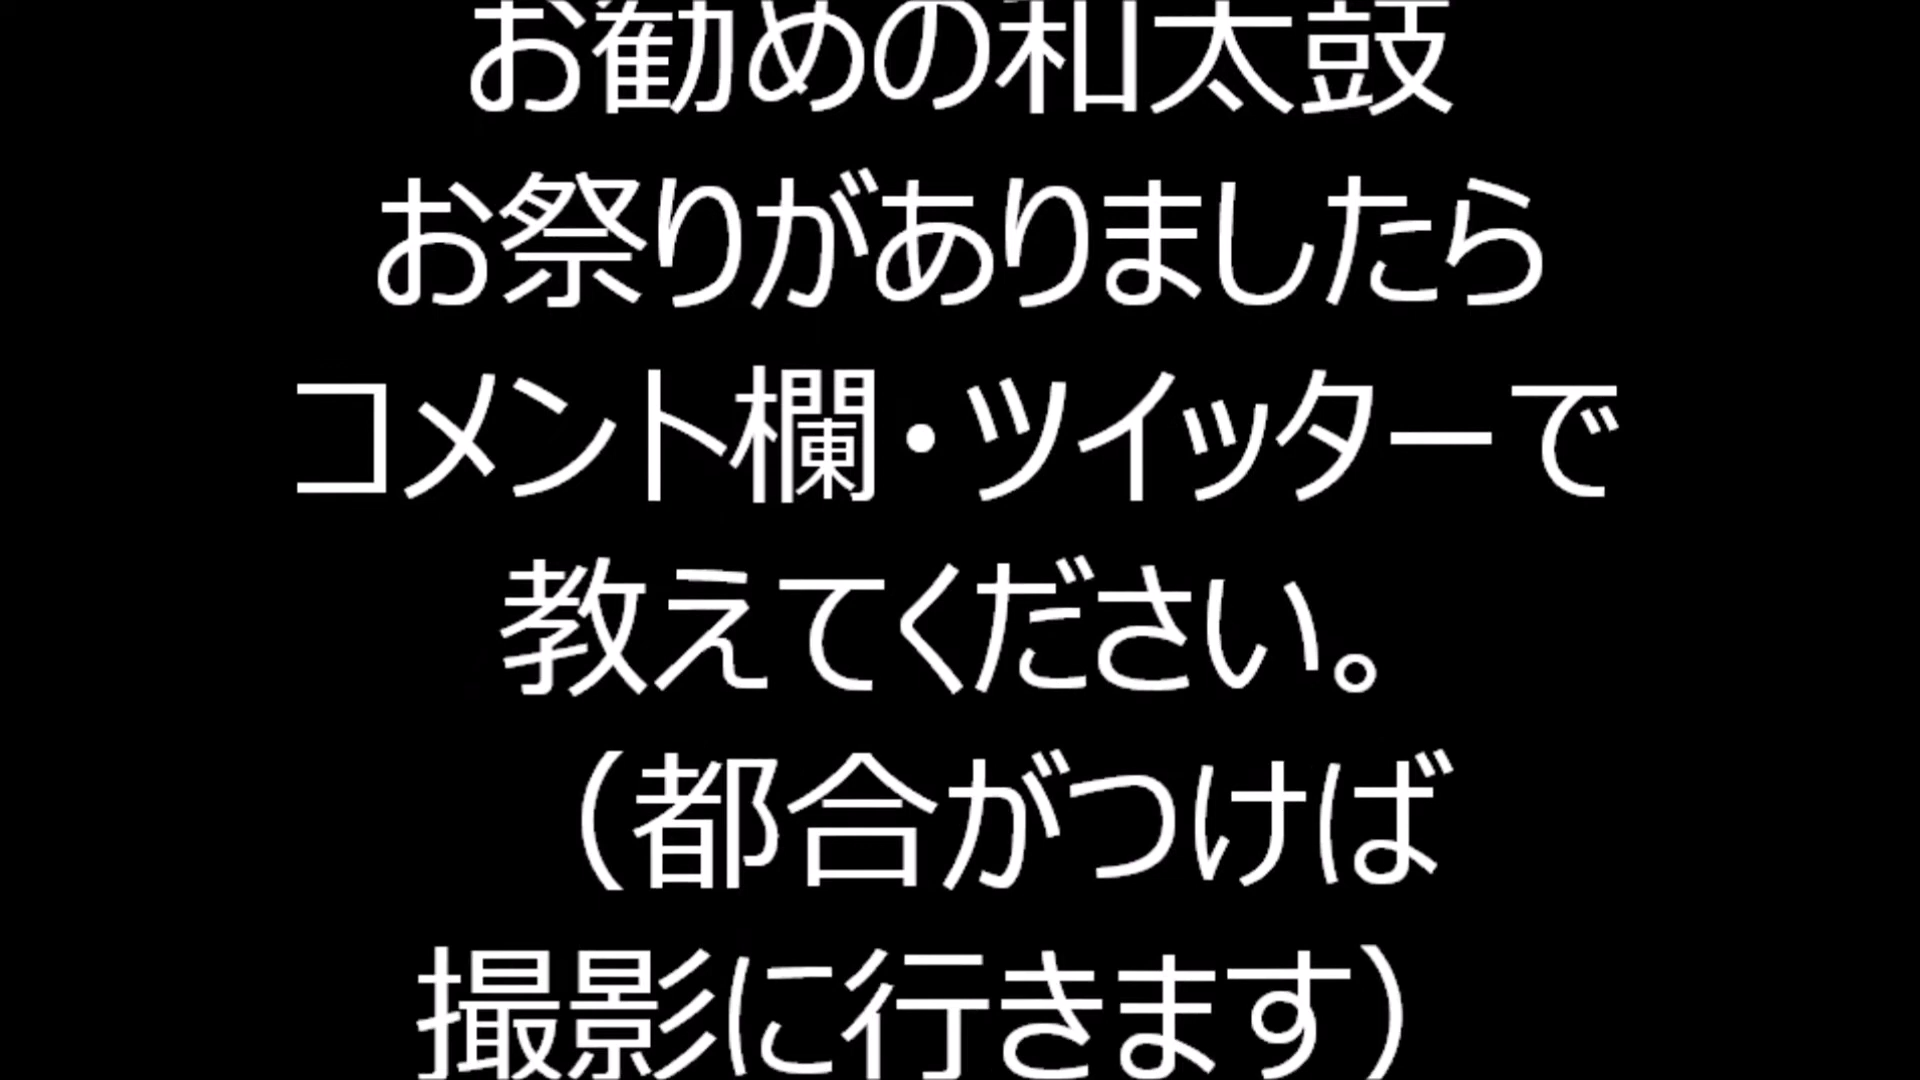 お勧めの和太鼓
お祭りがありましたら
コメント欄・ツイッターで
教えてください。
（都合がつけば
撮影に行きます）